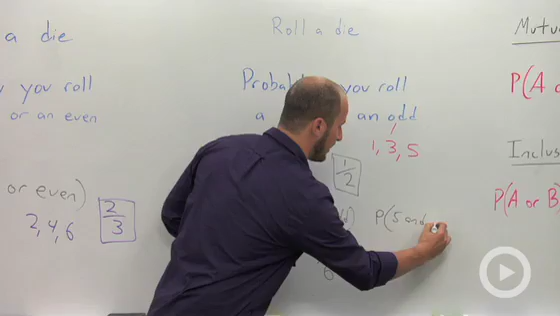 a die
you roll
or an even
or even)
2, 4, 6
2/3
Roll a die
you roll
a an odd
1, 3, 5
1/2
P(5 and
6
Mutu
P(A o
Inclus
P(A or B)